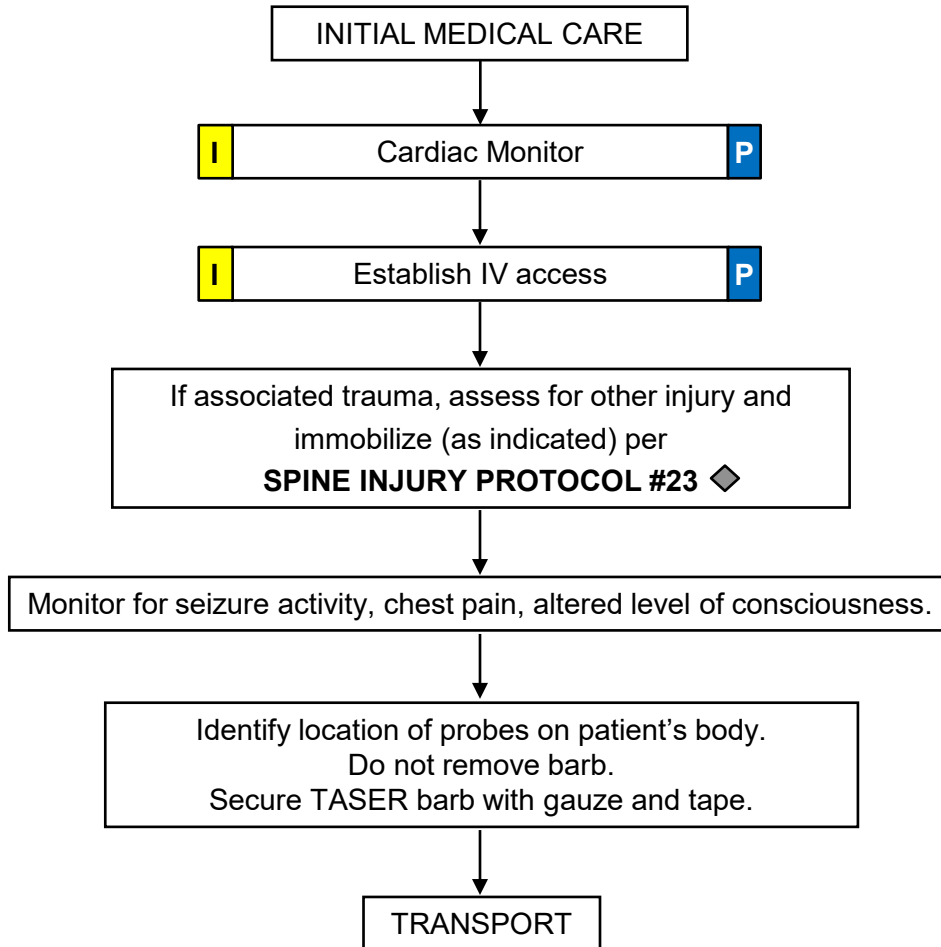 INITIAL MEDICAL CARE
I Cardiac Monitor P
I Establish IV access P
If associated trauma, assess for other injury and
immobilize (as indicated) per
SPINE INJURY PROTOCOL #23
Monitor for seizure activity, chest pain, altered level of consciousness.
Identify location of probes on patient’s body.
Do not remove barb.
Secure TASER barb with gauze and tape.
TRANSPORT